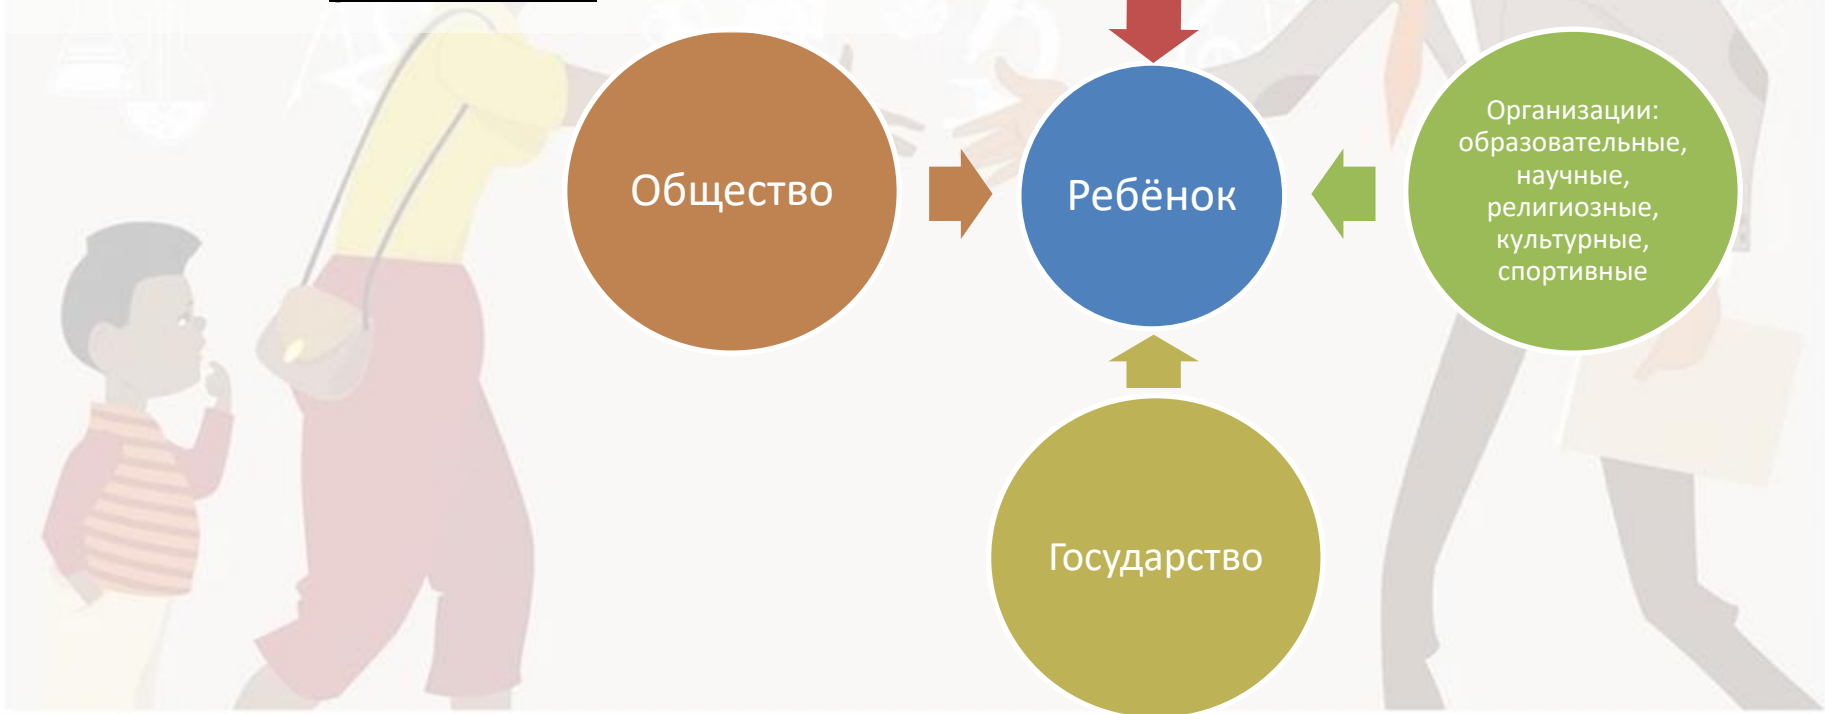 Общество
Ребёнок
Организации:
образовательные,
научные,
религиозные,
культурные,
спортивные
Государство